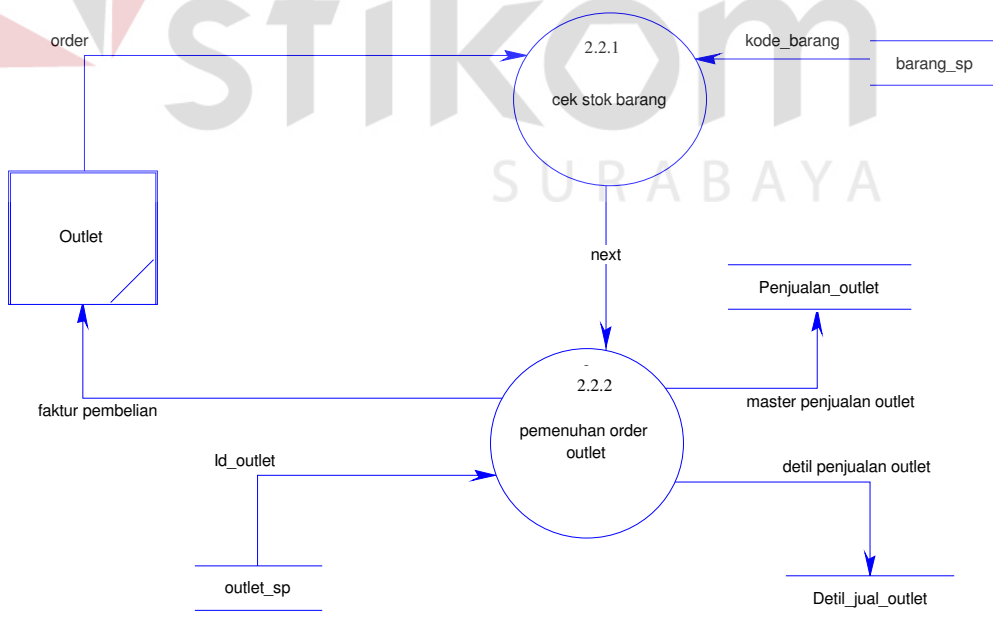 STIKOM
SURABAYA
order
2.2.1
kode_barang
barang_sp
cek stok barang
Outlet
next
Penjualan_outlet
2.2.2
master penjualan outlet
faktur pembelian
pemenuhan order
outlet
Id_outlet
detil penjualan outlet
outlet_sp
Detil_jual_outlet